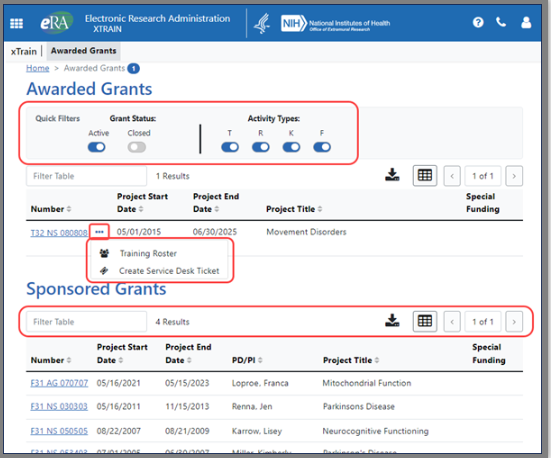 eRA Electronic Research Administration
XTRAIN
NIH National Institutes of Health
Office of Extramural Research
?
xTrain | Awarded Grants
Home > Awarded Grants 1
Awarded Grants
Quick Filters Grant Status: Activity Types:
Active Closed T R K F
Filter Table 1 Results 1 of 1
Number Project Start Date Project End Date Project Title Special Funding
T32 NS 080808 ••• 05/01/2015 06/30/2025 Movement Disorders
Training Roster
Create Service Desk Ticket
Sponsored Grants
Filter Table 4 Results 1 of 1
Number Project Start Date Project End Date PD/PI Project Title Special Funding
F31 AG 070707 05/16/2021 05/15/2023 Loproe, Franca Mitochondrial Function
F31 NS 030303 05/16/2011 11/15/2013 Renna, Jen Parkinsons Disease
F31 NS 050505 08/22/2007 08/21/2009 Karrow, Lisey Neurocognitive Functioning